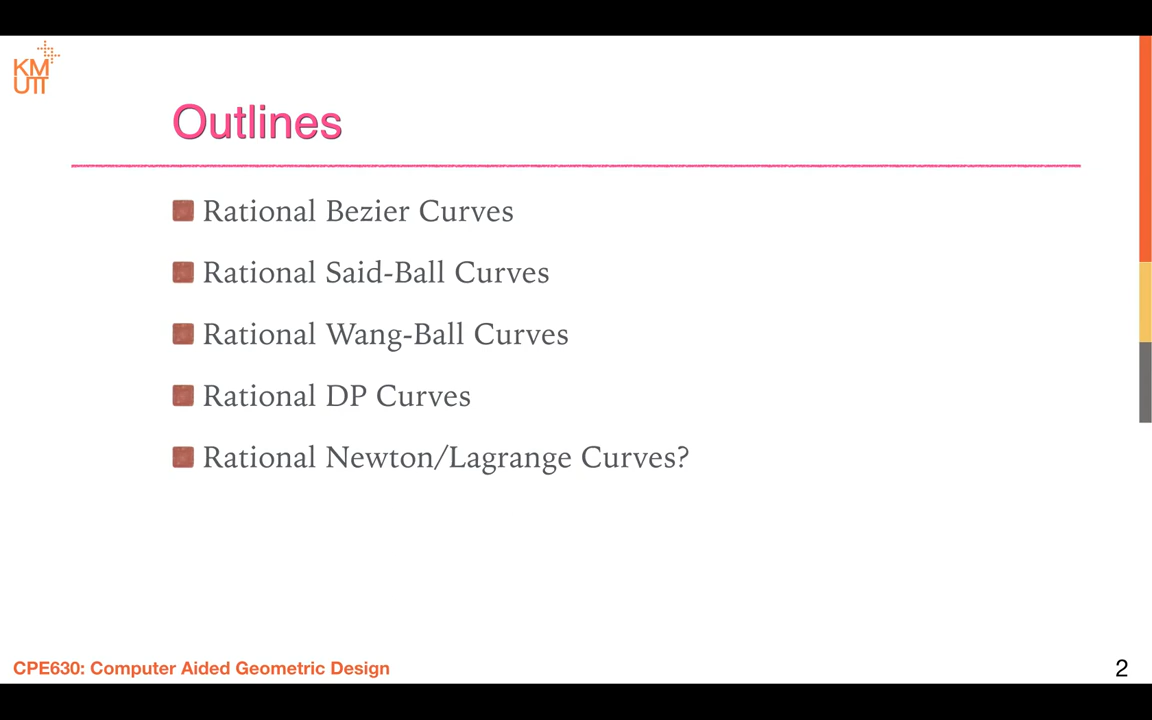 KM
UTT
Outlines
Rational Bezier Curves
Rational Said-Ball Curves
Rational Wang-Ball Curves
Rational DP Curves
Rational Newton/Lagrange Curves?
CPE630: Computer Aided Geometric Design
2